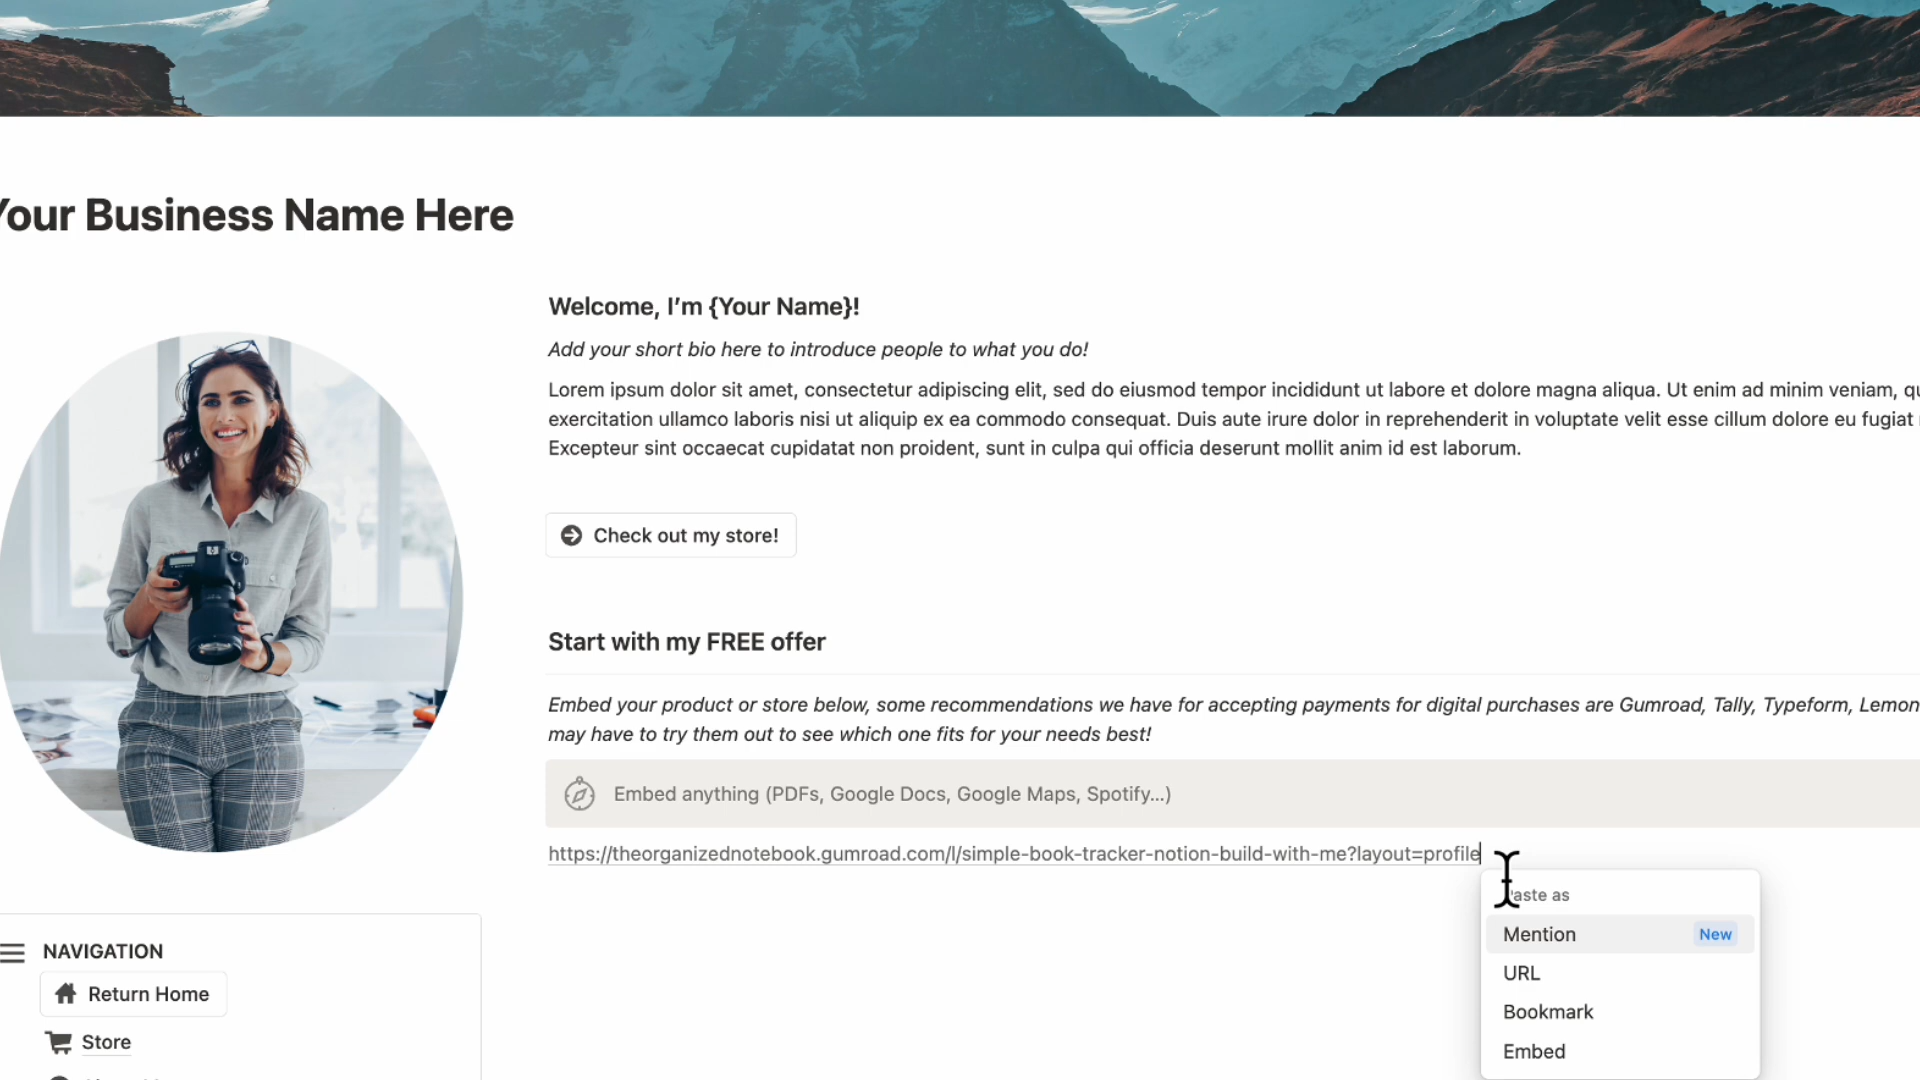 Your Business Name Here
Welcome, I'm {Your Name}!
Add your short bio here to introduce people to what you do!
Lorem ipsum dolor sit amet, consectetur adipiscing elit, sed do eiusmod tempor incididunt ut labore et dolore magna aliqua. Ut enim ad minim veniam,
exercitation ullamco laboris nisi ut aliquip ex ea commodo consequat. Duis aute irure dolor in reprehenderit in voluptate velit esse cillum dolore eu fugiat
Excepteur sint occaecat cupidatat non proident, sunt in culpa qui officia deserunt mollit anim id est laborum.
Check out my store!
Start with my FREE offer
Embed your product or store below, some recommendations we have for accepting payments for digital purchases are Gumroad, Tally, Typeform, Lemon
may have to try them out to see which one fits for your needs best!
Embed anything (PDFs, Google Docs, Google Maps, Spotify...)
https://theorganizednotebook.gumroad.com/l/simple-book-tracker-notion-build-with-me?layout=profile
Paste as
Mention New
URL
Bookmark
Embed
NAVIGATION
Return Home
Store